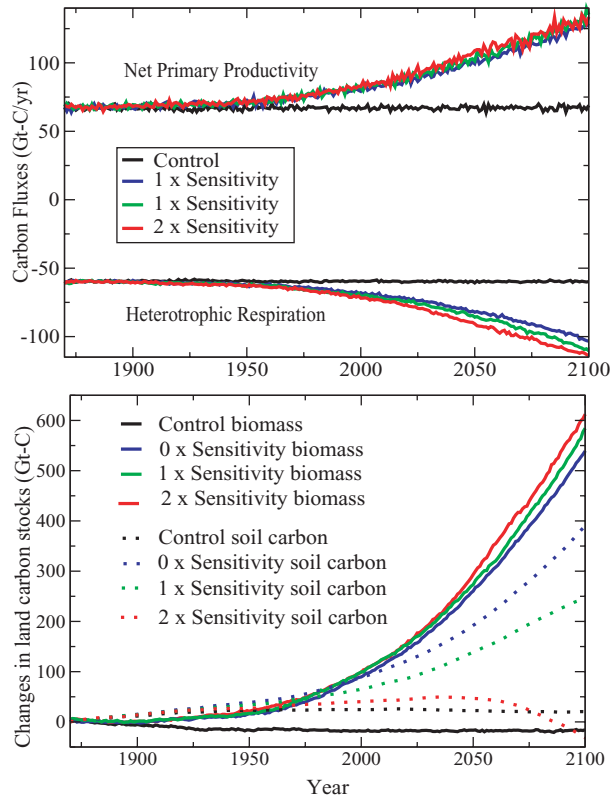 Carbon Fluxes (Gt-C/yr)
100
50
0
-50
-100
Net Primary Productivity
Control
1 x Sensitivity
1 x Sensitivity
2 x Sensitivity
Heterotrophic Respiration
1900
1950
2000
2050
2100
Changes in land carbon stocks (Gt-C)
600
500
400
300
200
100
0
Control biomass
0 x Sensitivity biomass
1 x Sensitivity biomass
2 x Sensitivity biomass
Control soil carbon
0 x Sensitivity soil carbon
1 x Sensitivity soil carbon
2 x Sensitivity soil carbon
1900
1950
2000
2050
2100
Year